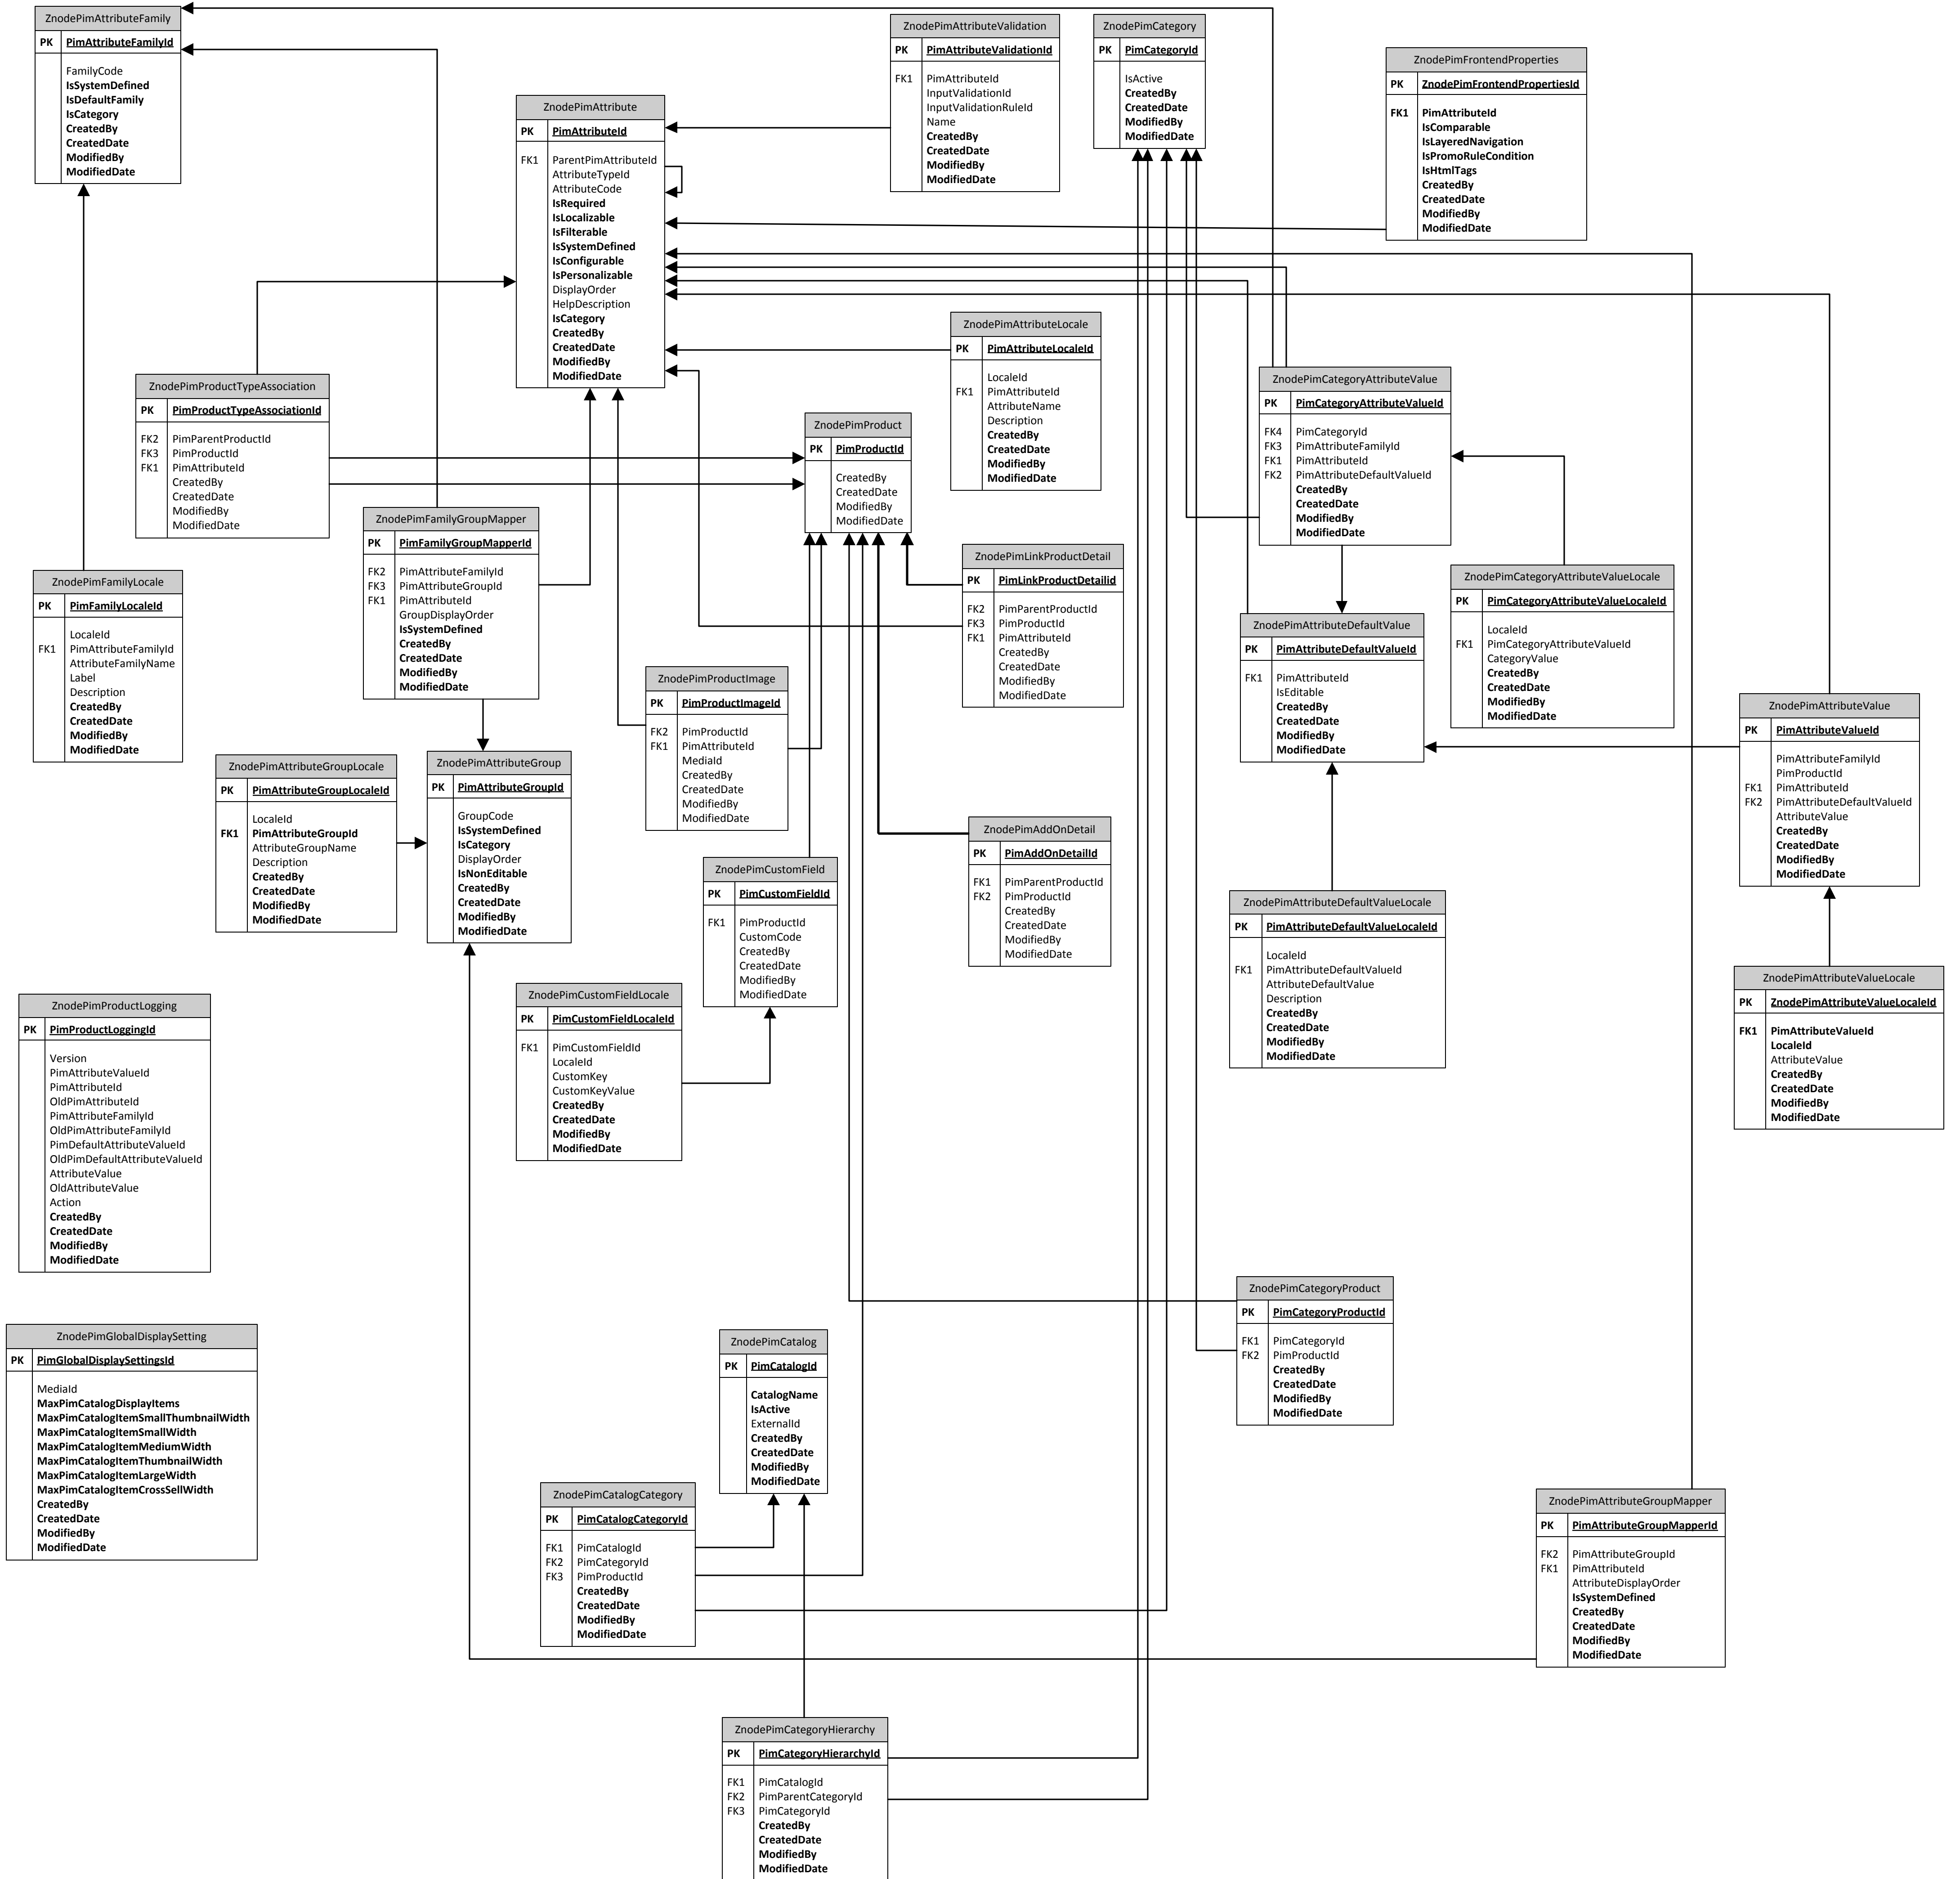 ZnodePimAttributeFamily
PK PimAttributeFamilyId
FamilyCode
IsSystemDefined
IsDefaultFamily
IsCategory
CreatedBy
CreatedDate
ModifiedBy
ModifiedDate
ZnodePimAttributeValidation
PK PimAttributeValidationId
FK1 PimAttributeId
InputValidationId
InputValidationRuleId
Name
CreatedBy
CreatedDate
ModifiedBy
ModifiedDate
ZnodePimCategory
PK PimCategoryId
IsActive
CreatedBy
CreatedDate
ModifiedBy
ModifiedDate
ZnodePimFrontendProperties
PK ZnodePimFrontendPropertiesId
FK1 PimAttributeId
IsComparable
IsLayeredNavigation
IsPromoRuleCondition
IsHtmlTags
CreatedBy
CreatedDate
ModifiedBy
ModifiedDate
ZnodePimAttribute
PK PimAttributeId
FK1 ParentPimAttributeId
AttributeTypeId
AttributeCode
IsRequired
IsLocalizable
IsFilterable
IsSystemDefined
IsConfigurable
IsPersonalizable
DisplayOrder
HelpDescription
IsCategory
CreatedBy
CreatedDate
ModifiedBy
ModifiedDate
ZnodePimAttributeLocale
PK PimAttributeLocaleId
LocaleId
FK1 PimAttributeId
AttributeName
Description
CreatedBy
CreatedDate
ModifiedBy
ModifiedDate
ZnodePimProductTypeAssociation
PK PimProductTypeAssociationId
FK2 PimParentProductId
FK3 PimProductId
FK1 PimAttributeId
CreatedBy
CreatedDate
ModifiedBy
ModifiedDate
ZnodePimCategoryAttributeValue
PK PimCategoryAttributeValueId
FK4 PimCategoryId
FK3 PimAttributeFamilyId
FK1 PimAttributeId
FK2 PimAttributeDefaultValueId
CreatedBy
CreatedDate
ModifiedBy
ModifiedDate
ZnodePimProduct
PK PimProductId
CreatedBy
CreatedDate
ModifiedBy
ModifiedDate
ZnodePimFamilyGroupMapper
PK PimFamilyGroupMapperId
FK2 PimAttributeFamilyId
FK3 PimAttributeGroupId
FK1 PimAttributeId
GroupDisplayOrder
IsSystemDefined
CreatedBy
CreatedDate
ModifiedBy
ModifiedDate
ZnodePimLinkProductDetail
PK PimLinkProductDetailid
FK2 PimParentProductId
FK3 PimProductId
FK1 PimAttributeId
CreatedBy
CreatedDate
ModifiedBy
ModifiedDate
ZnodePimFamilyLocale
PK PimFamilyLocaleId
LocaleId
FK1 PimAttributeFamilyId
AttributeFamilyName
Label
Description
CreatedBy
CreatedDate
ModifiedBy
ModifiedDate
ZnodePimCategoryAttributeValueLocale
PK PimCategoryAttributeValueLocaleId
LocaleId
FK1 PimCategoryAttributeValueId
CategoryValue
CreatedBy
CreatedDate
ModifiedBy
ModifiedDate
ZnodePimAttributeDefaultValue
PK PimAttributeDefaultValueId
FK1 PimAttributeId
IsEditable
CreatedBy
CreatedDate
ModifiedBy
ModifiedDate
ZnodePimProductImage
PK PimProductImageId
FK2 PimProductId
FK1 PimAttributeId
MediaId
CreatedBy
CreatedDate
ModifiedBy
ModifiedDate
ZnodePimAttributeValue
PK PimAttributeValueId
PimAttributeFamilyId
PimProductId
FK1 PimAttributeId
FK2 PimAttributeDefaultValueId
AttributeValue
CreatedBy
CreatedDate
ModifiedBy
ModifiedDate
ZnodePimAttributeGroupLocale
PK PimAttributeGroupLocaleId
LocaleId
FK1 PimAttributeGroupId
AttributeGroupName
Description
CreatedBy
CreatedDate
ModifiedBy
ModifiedDate
ZnodePimAttributeGroup
PK PimAttributeGroupId
GroupCode
IsSystemDefined
IsCategory
DisplayOrder
IsNonEditable
CreatedBy
CreatedDate
ModifiedBy
ModifiedDate
ZnodePimAddOnDetail
PK PimAddOnDetailId
FK1 PimParentProductId
FK2 PimProductId
CreatedBy
CreatedDate
ModifiedBy
ModifiedDate
ZnodePimCustomField
PK PimCustomFieldId
FK1 PimProductId
CustomCode
CreatedBy
CreatedDate
ModifiedBy
ModifiedDate
ZnodePimAttributeDefaultValueLocale
PK PimAttributeDefaultValueLocaleId
LocaleId
FK1 PimAttributeDefaultValueId
AttributeDefaultValue
Description
CreatedBy
CreatedDate
ModifiedBy
ModifiedDate
ZnodePimAttributeValueLocale
PK ZnodePimAttributeValueLocaleId
FK1 PimAttributeValueId
LocaleId
AttributeValue
CreatedBy
CreatedDate
ModifiedBy
ModifiedDate
ZnodePimProductLogging
PK PimProductLoggingId
Version
PimAttributeValueId
PimAttributeId
OldPimAttributeId
PimAttributeFamilyId
OldPimAttributeFamilyId
PimDefaultAttributeValueId
OldPimDefaultAttributeValueId
AttributeValue
OldAttributeValue
Action
CreatedBy
CreatedDate
ModifiedBy
ModifiedDate
ZnodePimCustomFieldLocale
PK PimCustomFieldLocaleId
FK1 PimCustomFieldId
LocaleId
CustomKey
CustomKeyValue
CreatedBy
CreatedDate
ModifiedBy
ModifiedDate
ZnodePimCategoryProduct
PK PimCategoryProductId
FK1 PimCategoryId
FK2 PimProductId
CreatedBy
CreatedDate
ModifiedBy
ModifiedDate
ZnodePimGlobalDisplaySetting
PK PimGlobalDisplaySettingsId
MediaId
MaxPimCatalogDisplayItems
MaxPimCatalogItemSmallThumbnailWidth
MaxPimCatalogItemSmallWidth
MaxPimCatalogItemMediumWidth
MaxPimCatalogItemThumbnailWidth
MaxPimCatalogItemLargeWidth
MaxPimCatalogItemCrossSellWidth
CreatedBy
CreatedDate
ModifiedBy
ModifiedDate
ZnodePimCatalog
PK PimCatalogId
CatalogName
IsActive
ExternalId
CreatedBy
CreatedDate
ModifiedBy
ModifiedDate
ZnodePimCatalogCategory
PK PimCatalogCategoryId
FK1 PimCatalogId
FK2 PimCategoryId
FK3 PimProductId
CreatedBy
CreatedDate
ModifiedBy
ModifiedDate
ZnodePimAttributeGroupMapper
PK PimAttributeGroupMapperId
FK2 PimAttributeGroupId
FK1 PimAttributeId
AttributeDisplayOrder
IsSystemDefined
CreatedBy
CreatedDate
ModifiedBy
ModifiedDate
ZnodePimCategoryHierarchy
PK PimCategoryHierarchyId
FK1 PimCatalogId
FK2 PimParentCategoryId
FK3 PimCategoryId
CreatedBy
CreatedDate
ModifiedBy
ModifiedDate